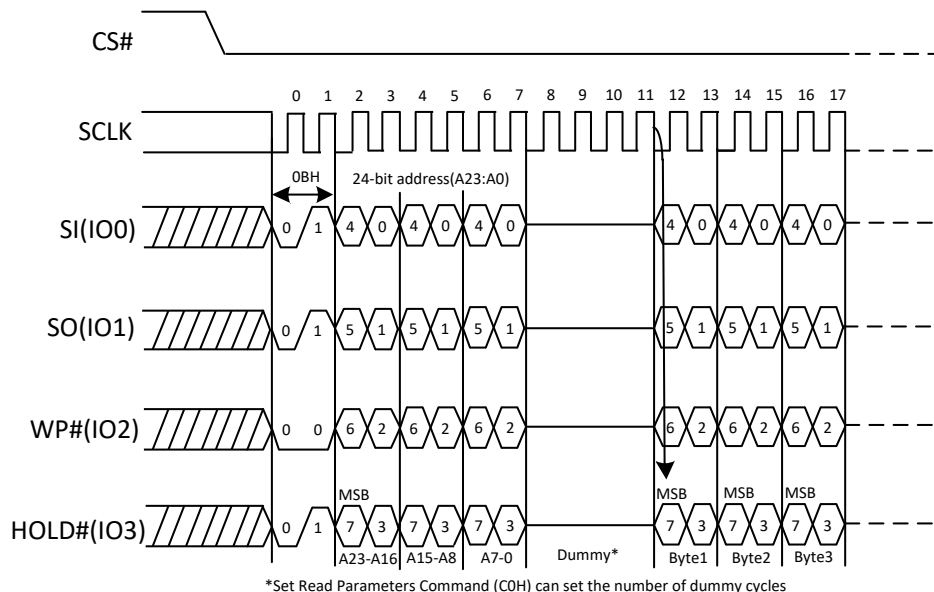 CS#
0 1 2 3 4 5 6 7 8 9 10 11 12 13 14 15 16 17
SCLK
0BH 24-bit address(A23:A0)
SI(IO0) 0 1 4 0 4 0 4 0 4 0 4 0 4 0
SO(IO1) 0 1 5 1 5 1 5 1 5 1 5 1 5 1
WP#(IO2) 0 0 6 2 6 2 6 2 6 2 6 2 6 2
MSB MSB MSB MSB
HOLD#(IO3) 0 1 7 3 7 3 7 3 7 3 7 3 7 3
A23-A16 A15-A8 A7-0 Dummy* Byte1 Byte2 Byte3
*Set Read Parameters Command (C0H) can set the number of dummy cycles